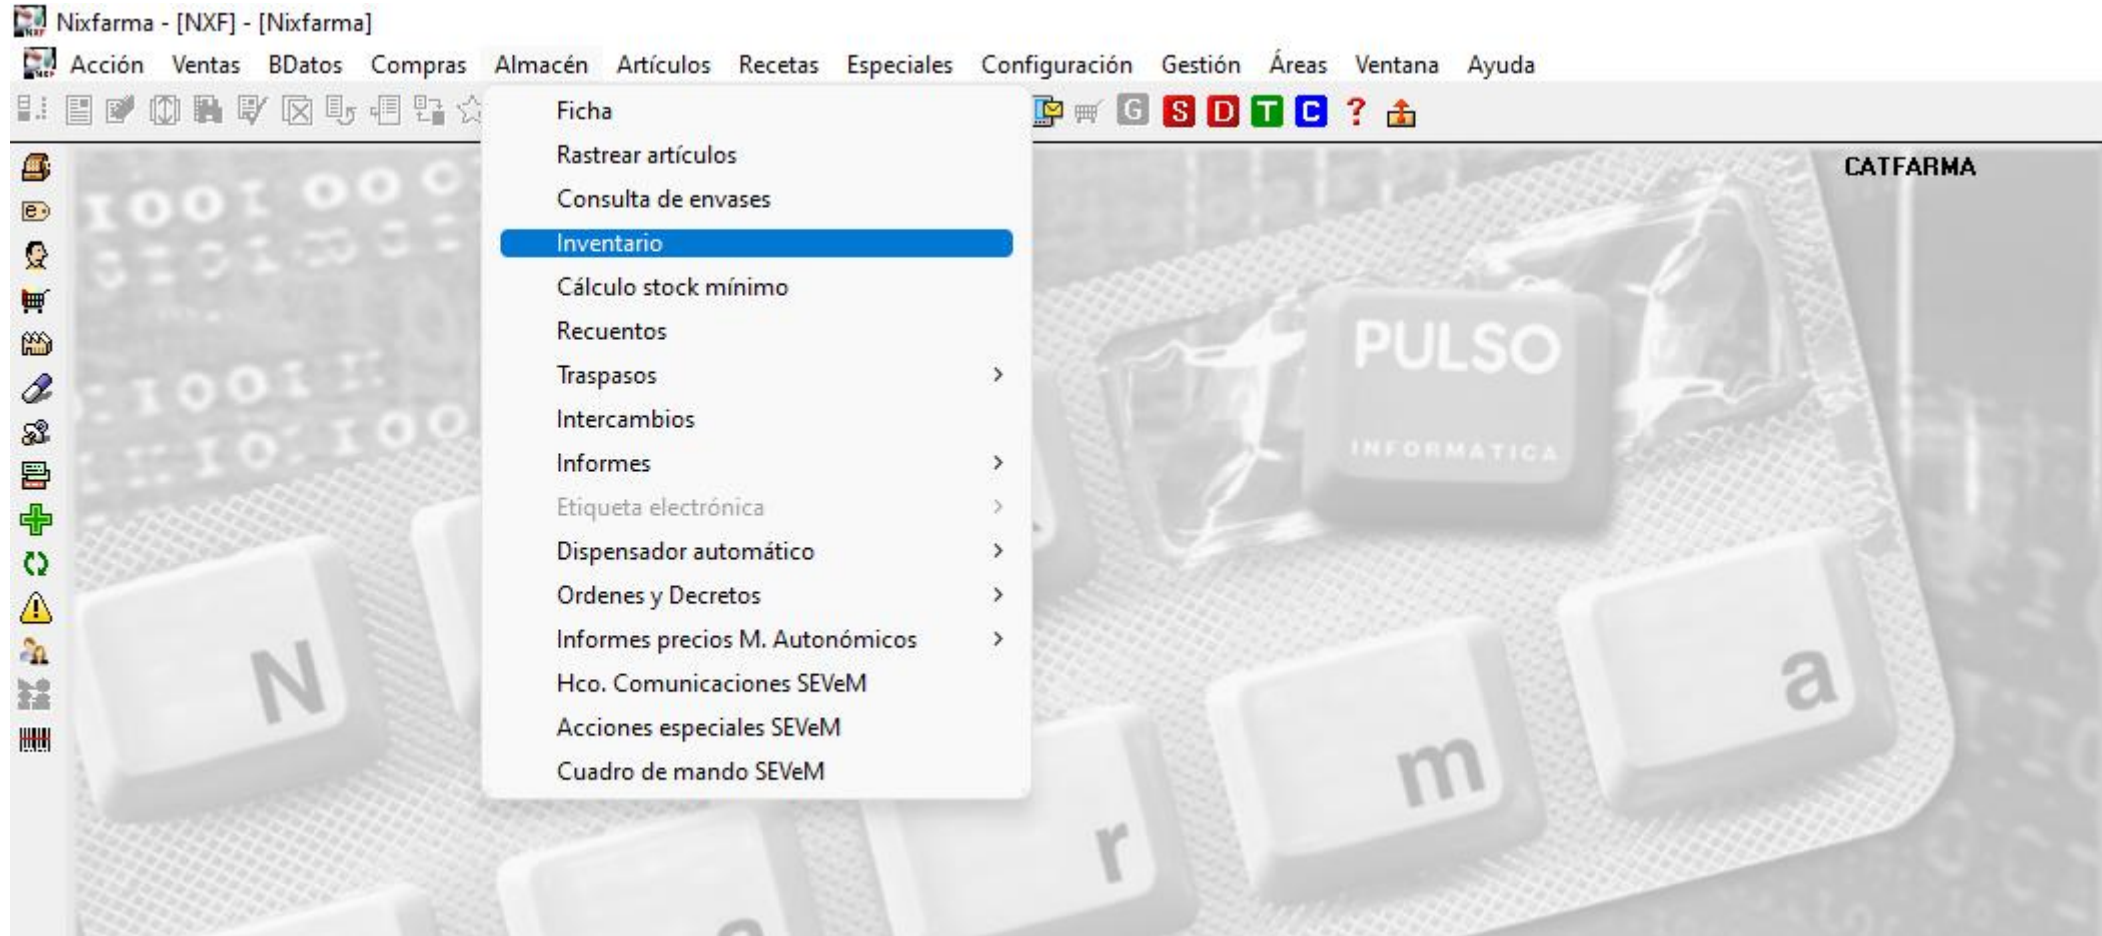 Nixfarma - [NXF] - [Nixfarma]
Acción Ventas BDatos Compras Almacén Artículos Recetas Especiales Configuración Gestión Áreas Ventana Ayuda
G S D T C ?
CATFARMA
Ficha
Rastrear artículos
Consulta de envases
Inventario
Cálculo stock mínimo
Recuentos
Traspasos
Intercambios
Informes
Etiqueta electrónica
Dispensador automático
Ordenes y Decretos
Informes precios M. Autonómicos
Hco. Comunicaciones SEVeM
Acciones especiales SEVeM
Cuadro de mando SEVeM
PULSO
INFORMATICA
N
r
m
a